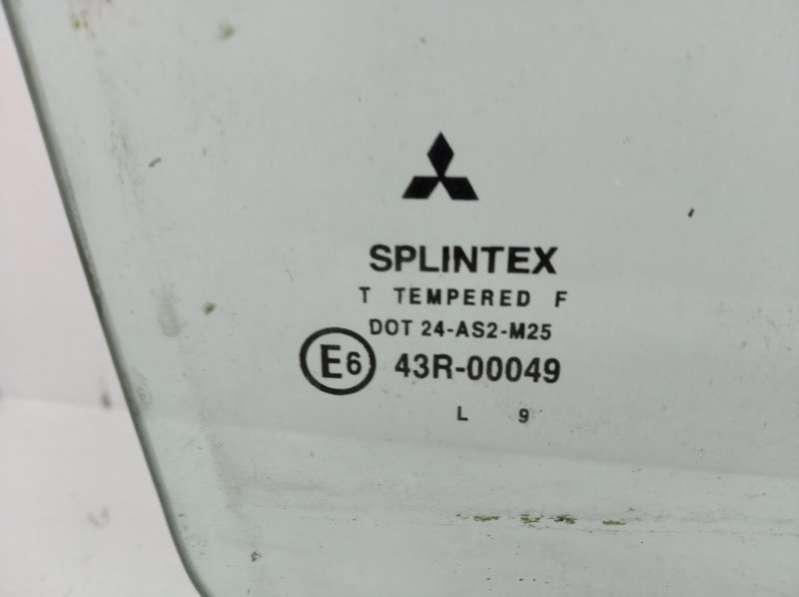 SPLINTEX
T TEMPERED F
DOT 24-AS2-M25
E6 43R-00049
L 9